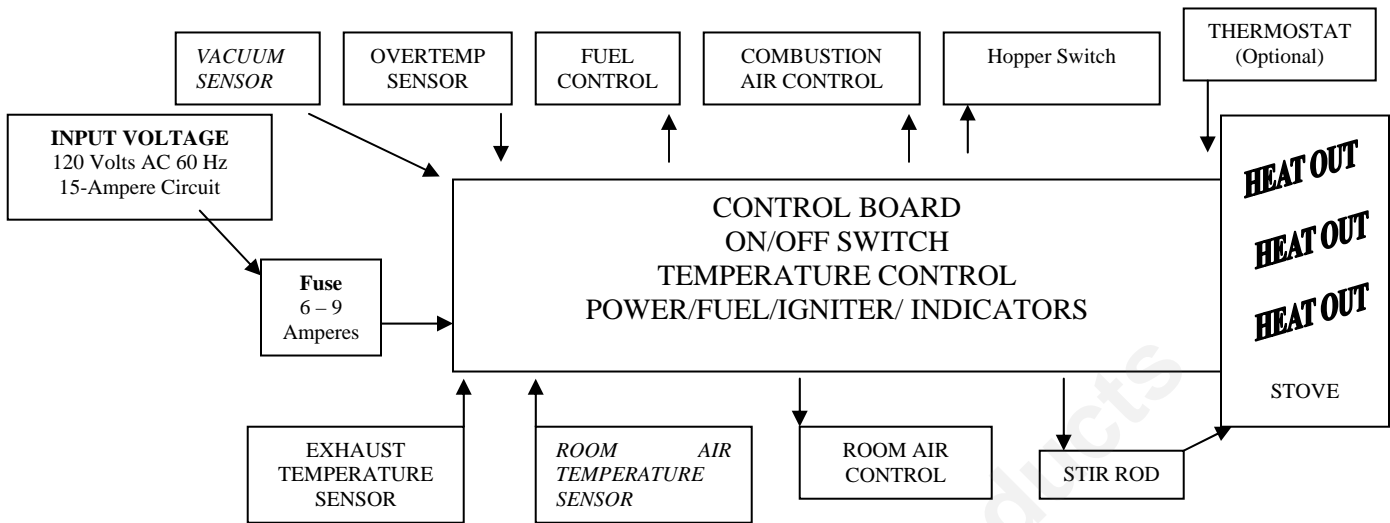 VACUUM
SENSOR
OVERTEMP
SENSOR
FUEL
CONTROL
COMBUSTION
AIR CONTROL
Hopper Switch
THERMOSTAT
(Optional)
INPUT VOLTAGE
120 Volts AC 60 Hz
15-Ampere Circuit
Fuse
6 – 9
Amperes
CONTROL BOARD
ON/OFF SWITCH
TEMPERATURE CONTROL
POWER/FUEL/IGNITER/ INDICATORS
HEAT OUT
HEAT OUT
HEAT OUT
STOVE
EXHAUST
TEMPERATURE
SENSOR
ROOM AIR
TEMPERATURE
SENSOR
ROOM AIR
CONTROL
STIR ROD
ducts